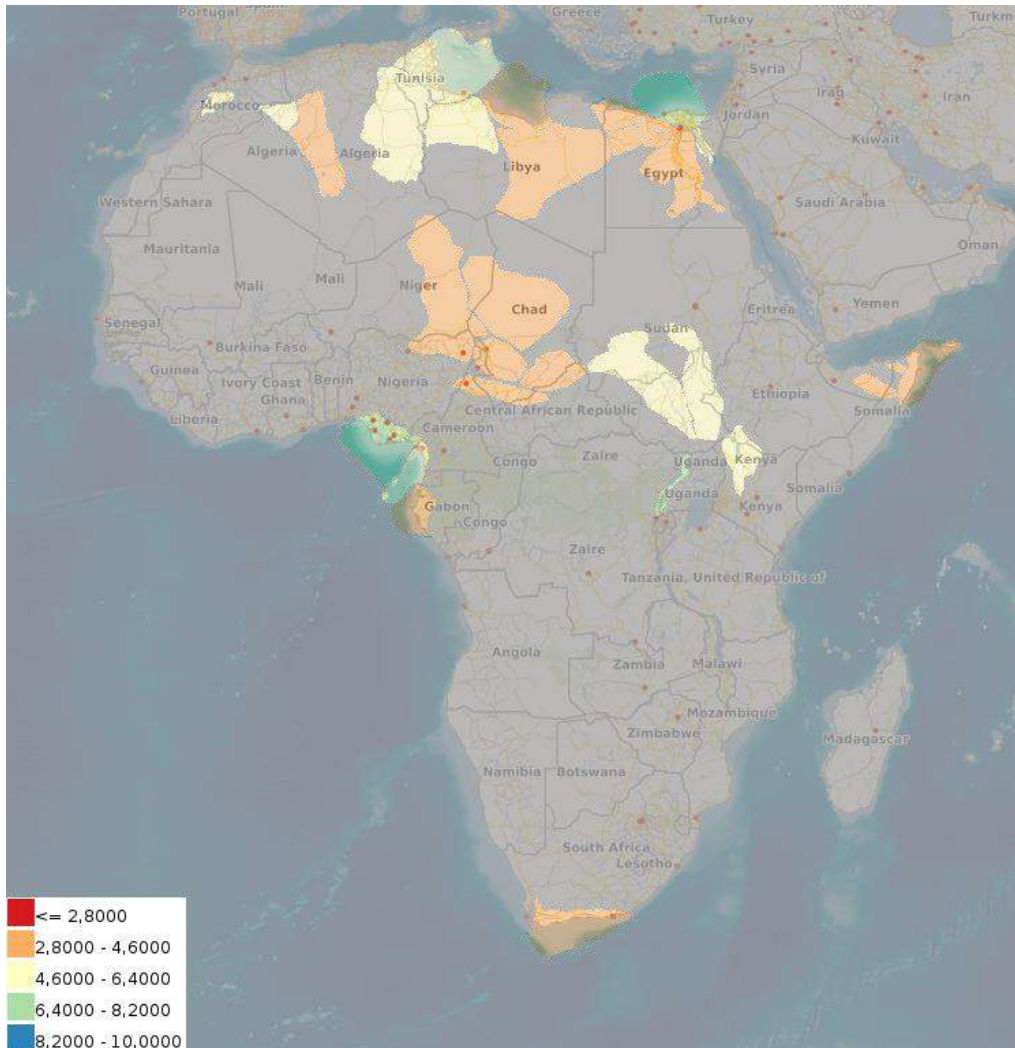 Portugal
Greece
Turkey
Tunisia
Syria
Iraq
Iran
Jordan
Morocco
Kuwait
Algeria
Algeria
Libya
Egypt
Western Sahara
Saudi Arabia
Mauritania
Oman
Mali
Mali
Niger
Chad
Yemen
Eritrea
Senegal
Sudan
Burkina Faso
Guinea
Ivory Coast
Benin
Nigeria
Ethiopia
Ghana
Somalia
Liberia
Central African Republic
Cameroon
Congo
Zaire
Uganda
Kenya
Somalia
Uganda
Gabon
Kenya
Congo
Zaire
Tanzania, United Republic of
Angola
Zambia
Malawi
Mozambique
Zimbabwe
Madagascar
Namibia
Botswana
South Africa
Lesotho
<= 2,8000
2,8000 - 4,6000
4,6000 - 6,4000
6,4000 - 8,2000
8,2000 - 10,0000